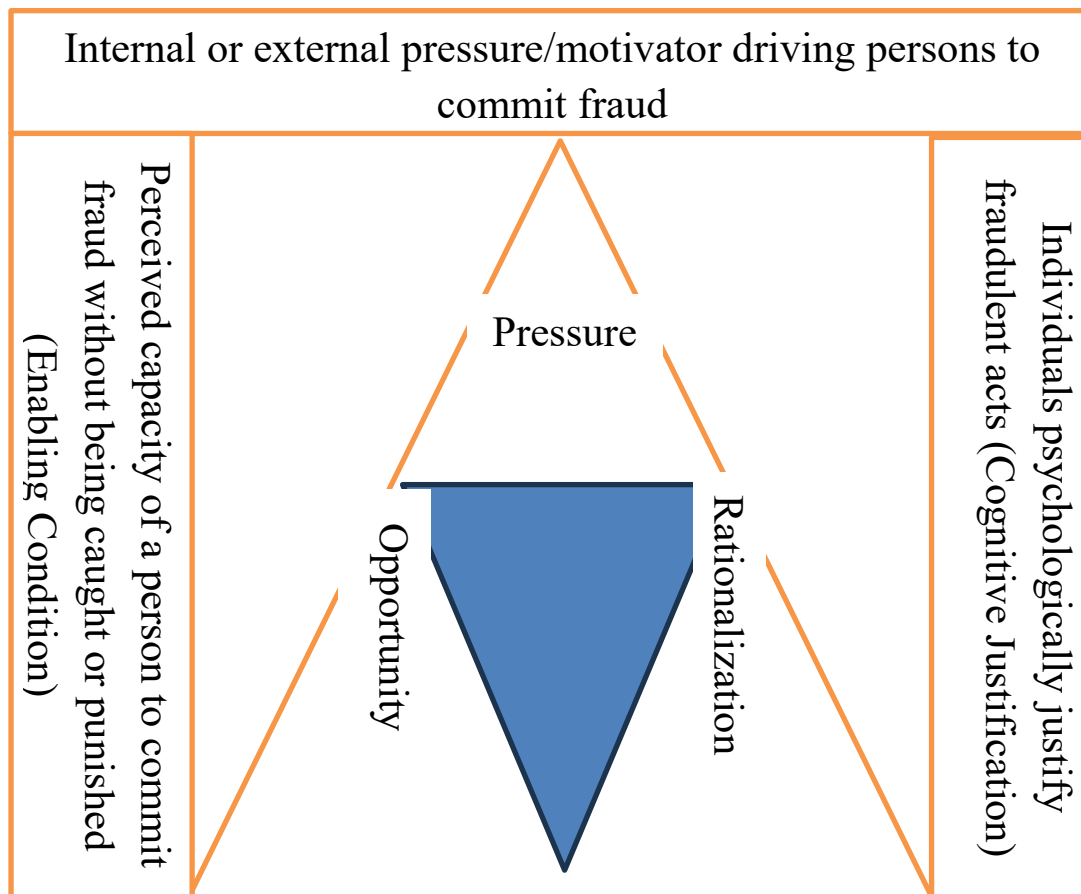 Internal or external pressure/motivator driving persons to
commit fraud
Perceived capacity of a person to commit
fraud without being caught or punished
(Enabling Condition)
Pressure
Opportunity
Rationalization
Individuals psychologically justify
fraudulent acts (Cognitive Justification)